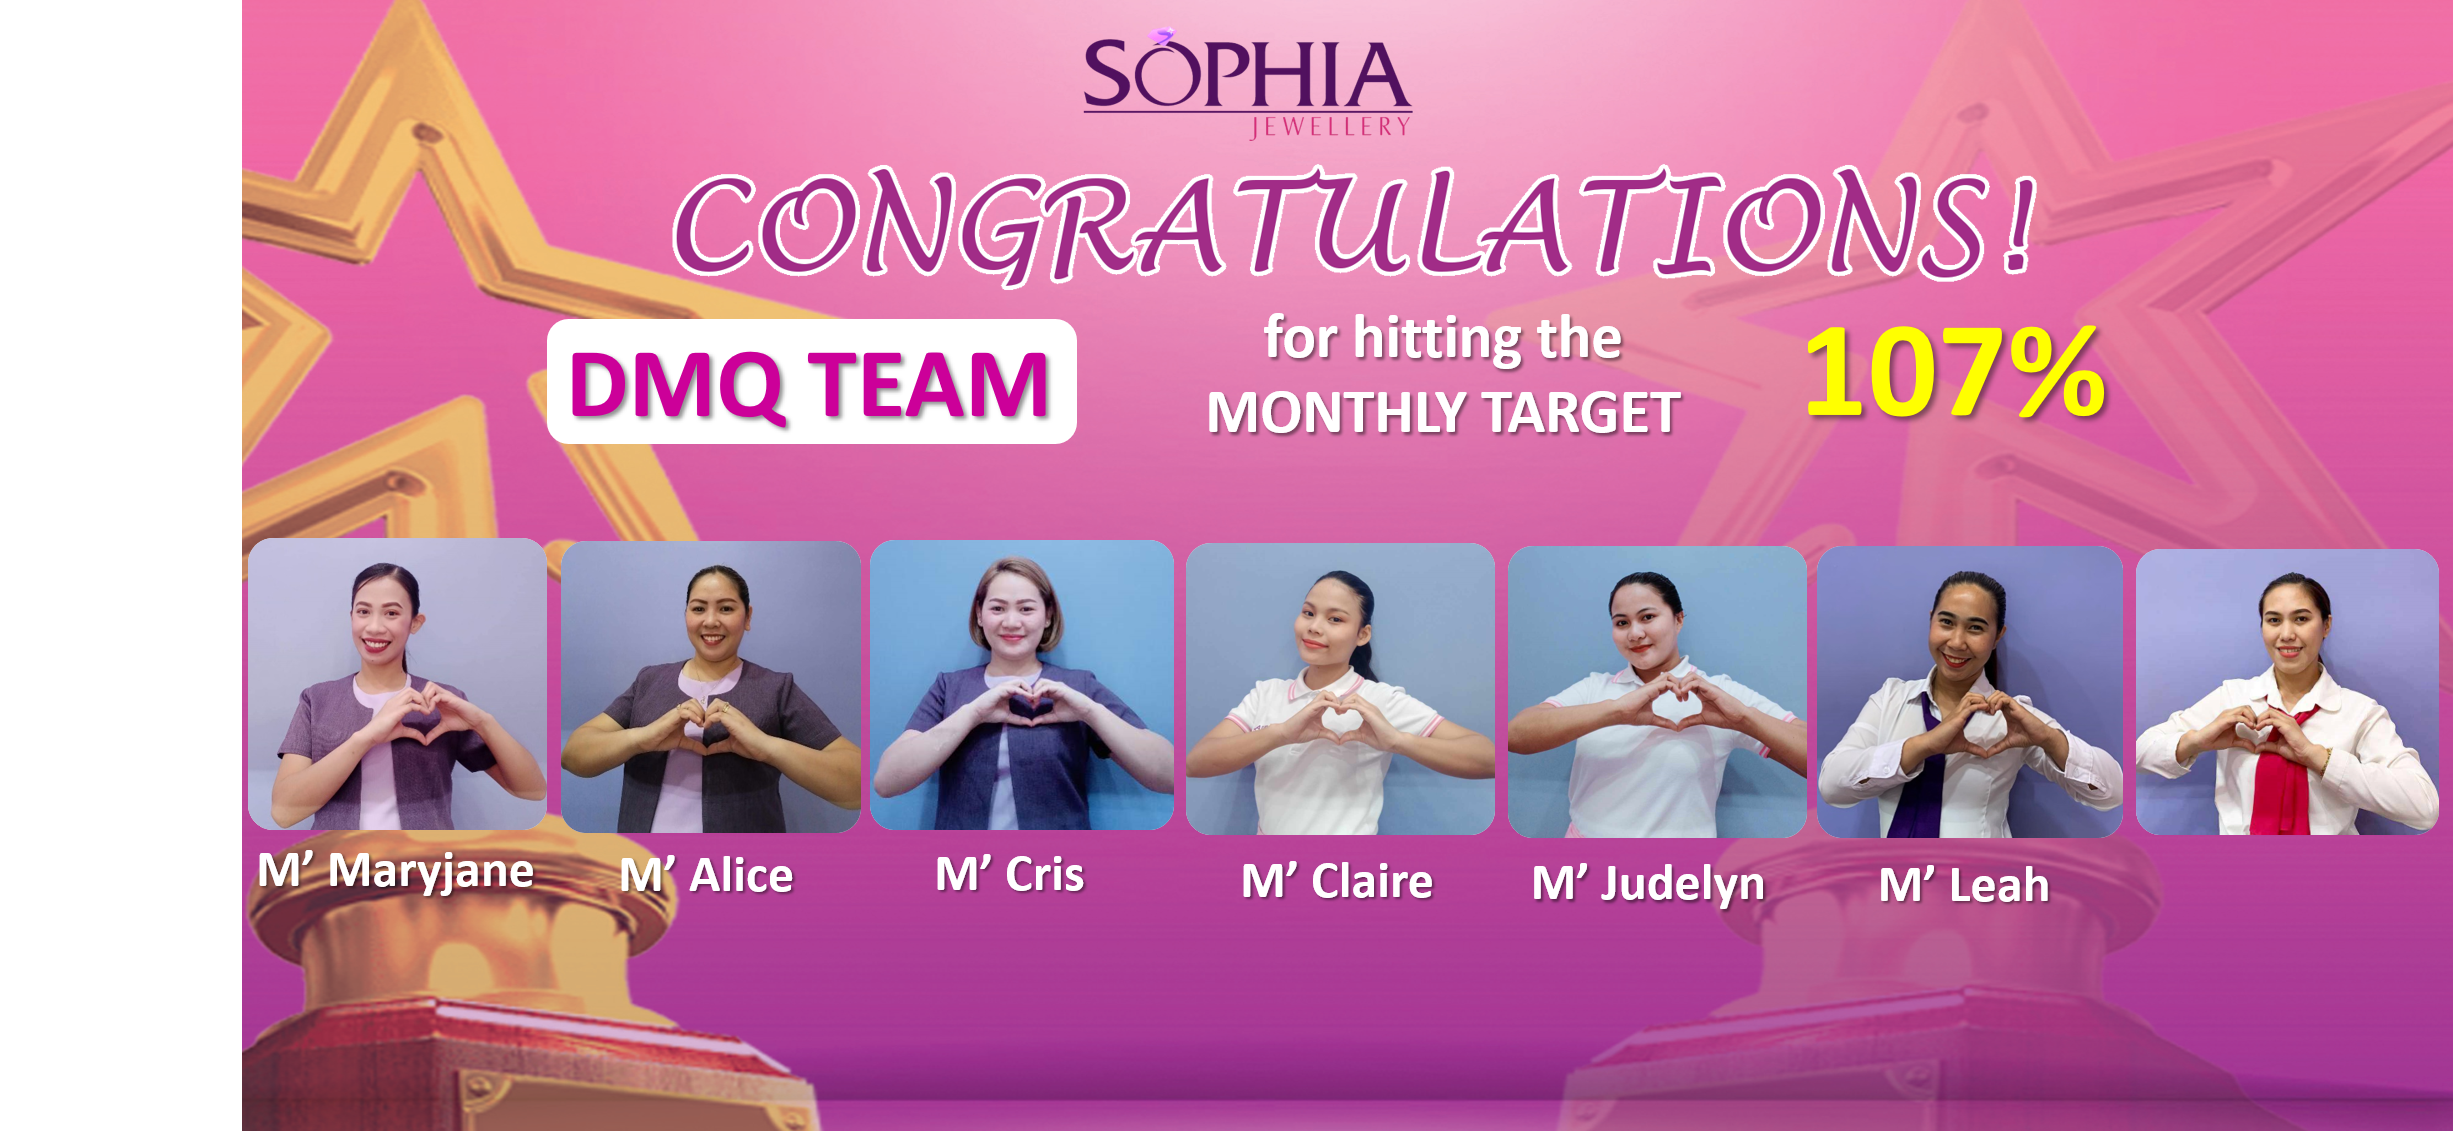 SOPHIA
JEWELLERY
CONGRATULATIONS!
DMQ TEAM
for hitting the
MONTHLY TARGET
107%
M’ Maryjane
M’ Alice
M’ Cris
M’ Claire
M’ Judelyn
M’ Leah